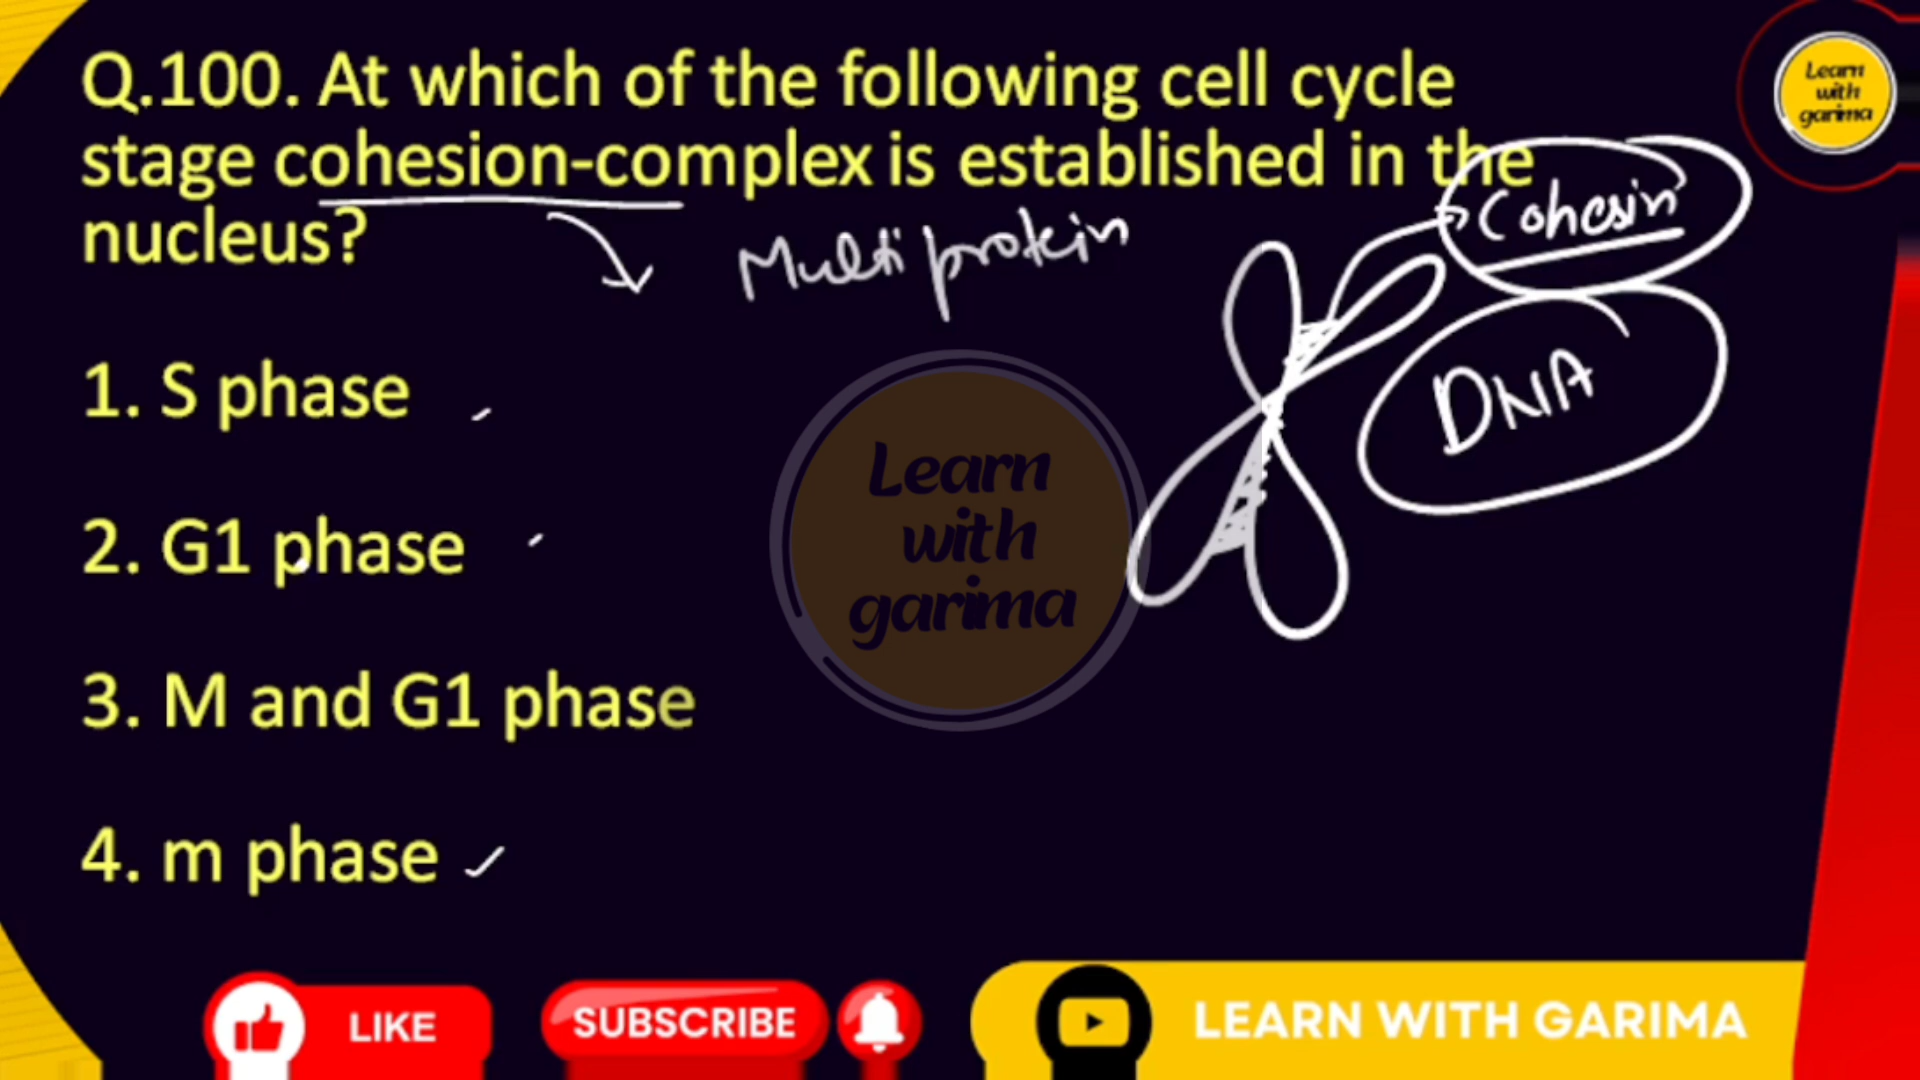 Q.100. At which of the following cell cycle
stage cohesion-complex is established in the
nucleus?
Cohesin
Multi protein
DNA
1. S phase
2. G1 phase
3. M and G1 phase
4. m phase
Learn
with
garima
Learn
with
garima
LIKE
SUBSCRIBE
LEARN WITH GARIMA